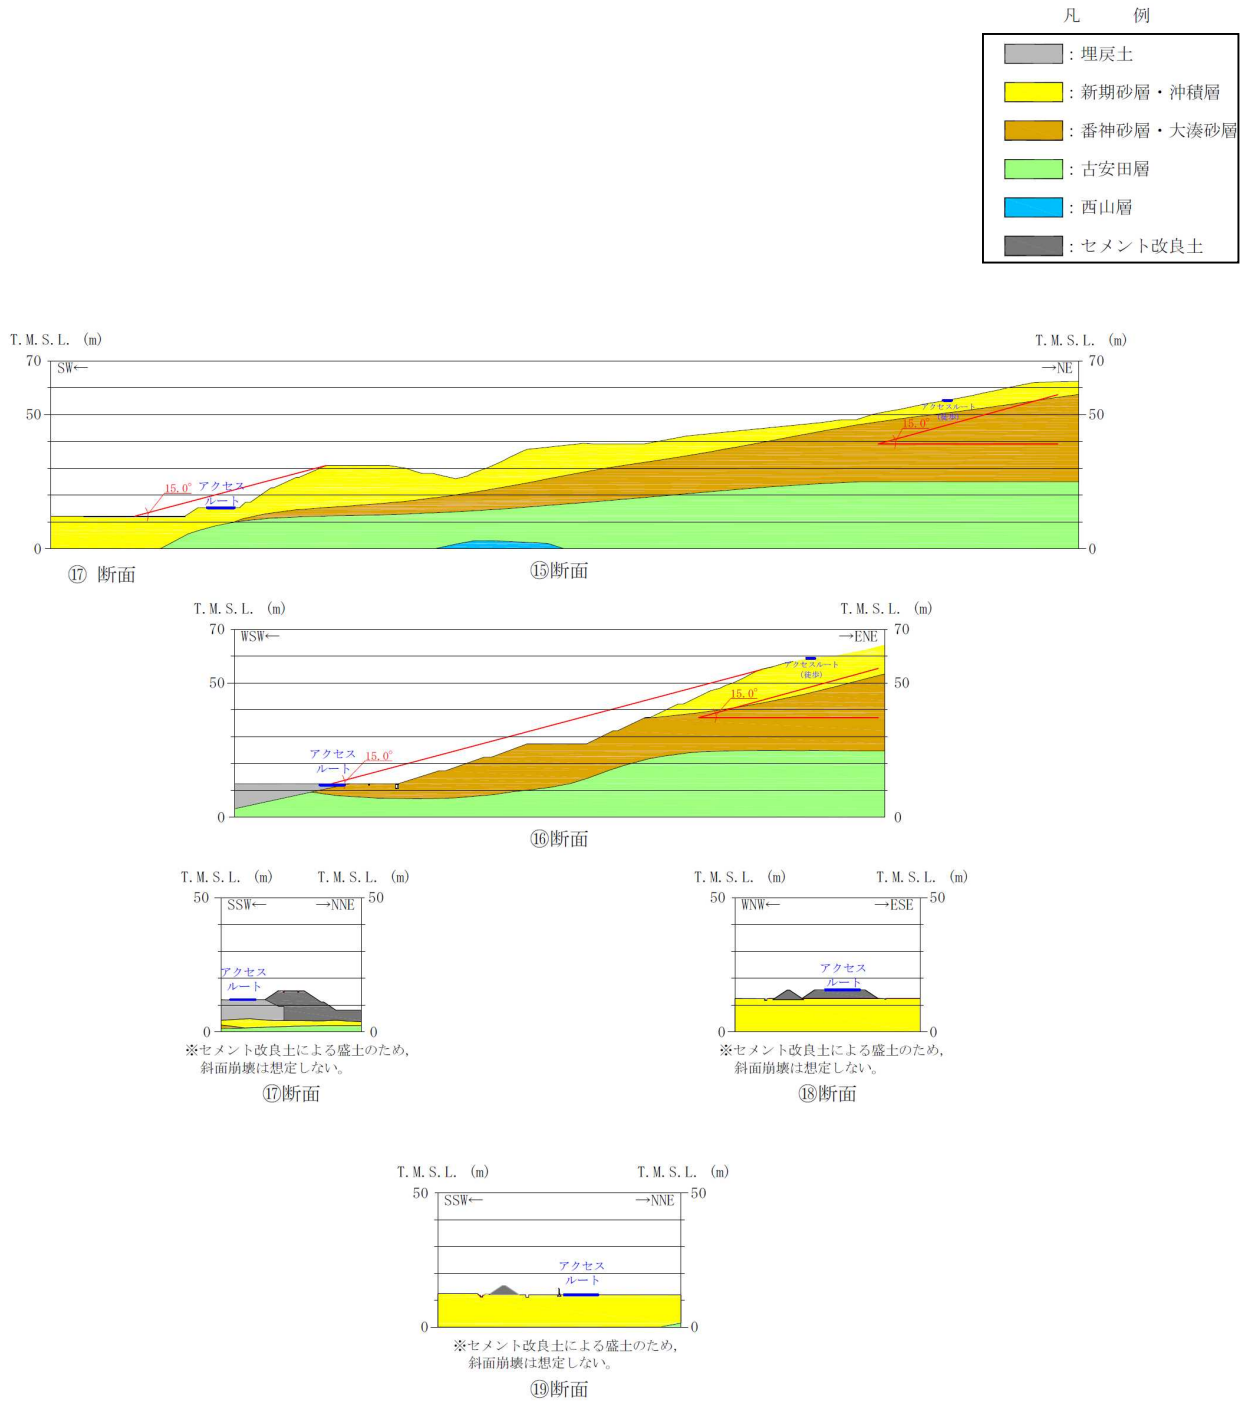 凡 例
：埋戻土
：新期砂層・沖積層
：番神砂層・大湊砂層
：古安田層
：西山層
：セメント改良土
T.M.S.L. (m)
T.M.S.L. (m)
70
SW←
→NE
70
アクセスルート
(徒歩)
50
15.0°
50
15.0°
アクセス
ルート
0
0
⑰ 断面
⑮断面
T.M.S.L. (m)
T.M.S.L. (m)
70
WSW←
→ENE
70
アクセスルート
(徒歩)
50
15.0°
50
アクセス
ルート
15.0°
0
0
⑯断面
T.M.S.L. (m) T.M.S.L. (m)
50
SSW← →NNE
50
アクセス
ルート
0
0
※セメント改良土による盛土のため,
斜面崩壊は想定しない。
⑰断面
T.M.S.L. (m) T.M.S.L. (m)
50
WNW← →ESE
50
アクセス
ルート
0
0
※セメント改良土による盛土のため,
斜面崩壊は想定しない。
⑱断面
T.M.S.L. (m) T.M.S.L. (m)
50
SSW← →NNE
50
アクセス
ルート
0
0
※セメント改良土による盛土のため,
斜面崩壊は想定しない。
⑲断面